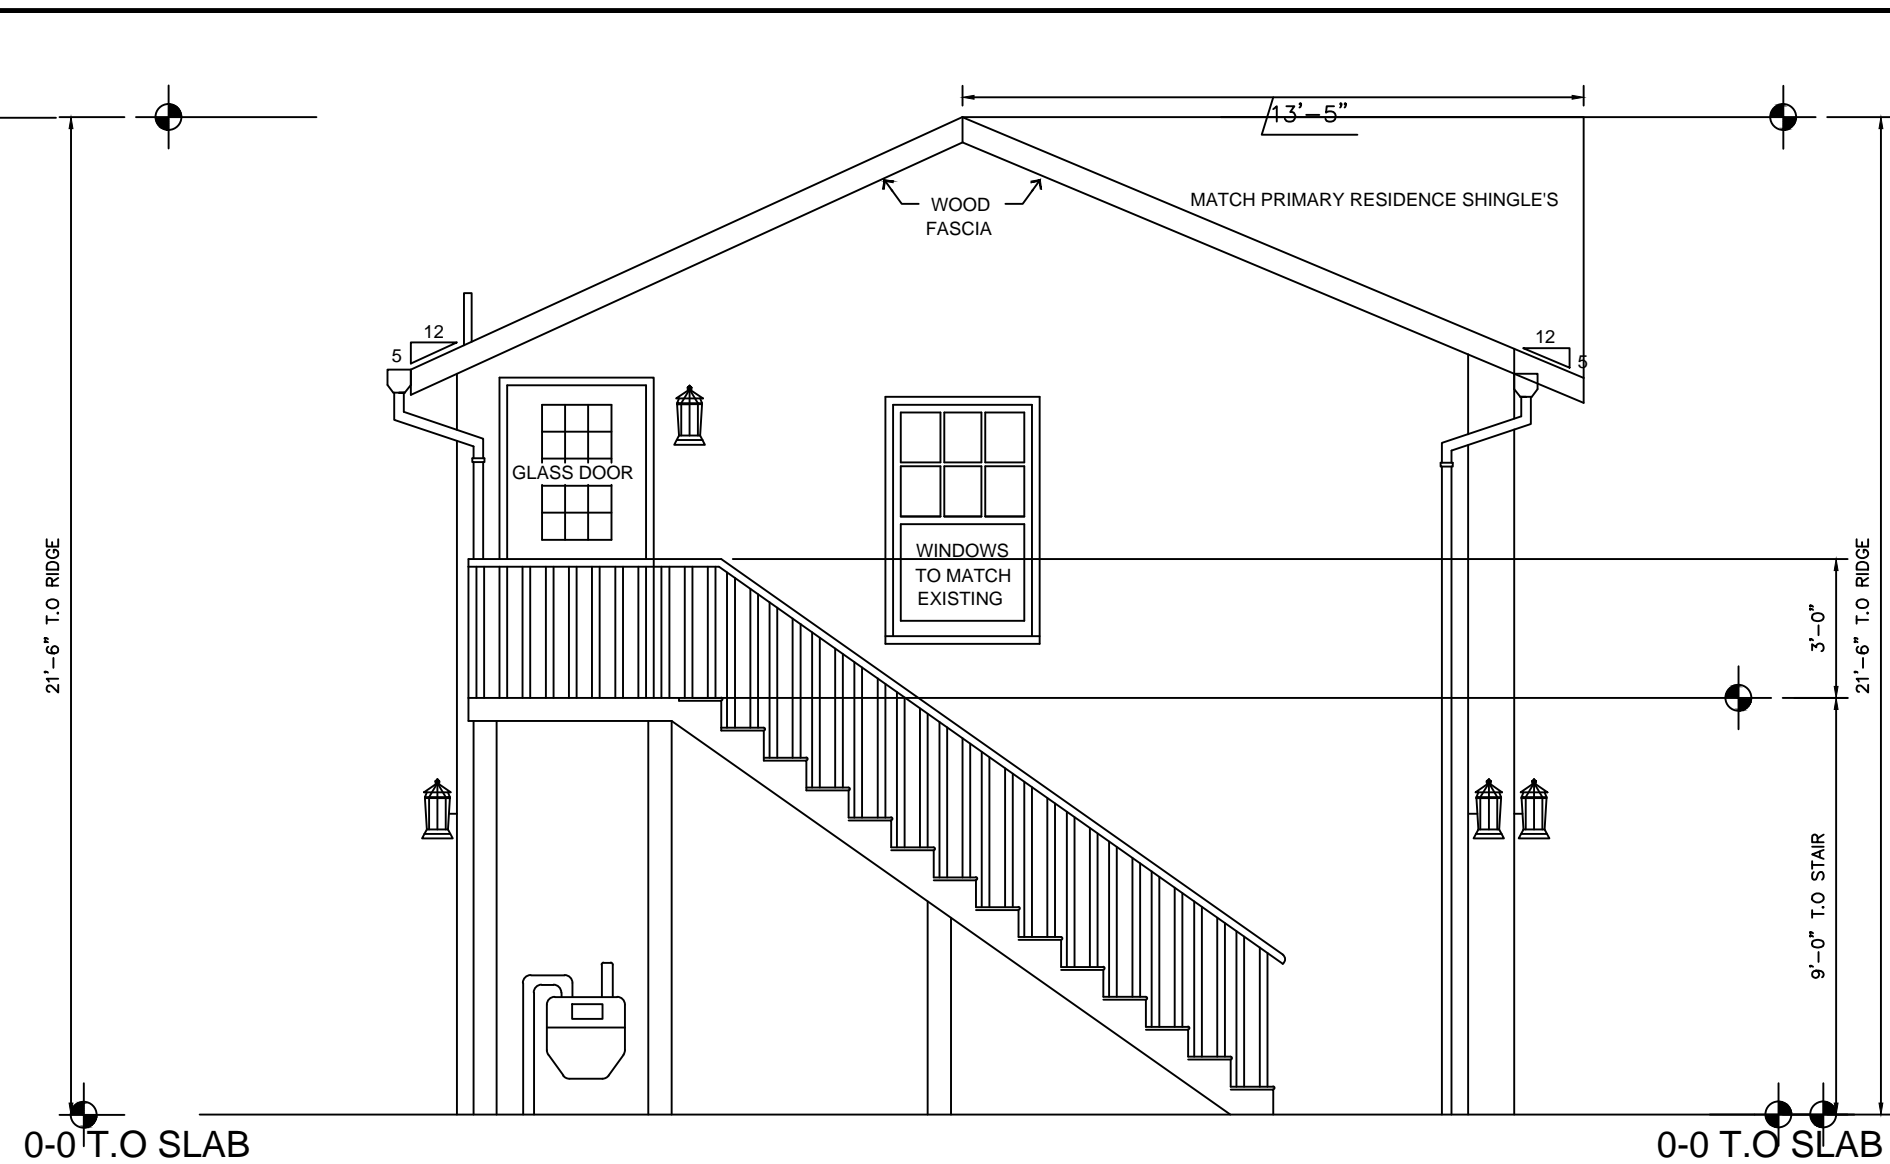 13'-5"
WOOD
FASCIA
MATCH PRIMARY RESIDENCE SHINGLE'S
12
5
12
5
GLASS DOOR
WINDOWS
TO MATCH
EXISTING
21'-6" T.O RIDGE
3'-0"
21'-6" T.O RIDGE
9'-0" T.O STAIR
0-0 T.O SLAB
0-0 T.O SLAB